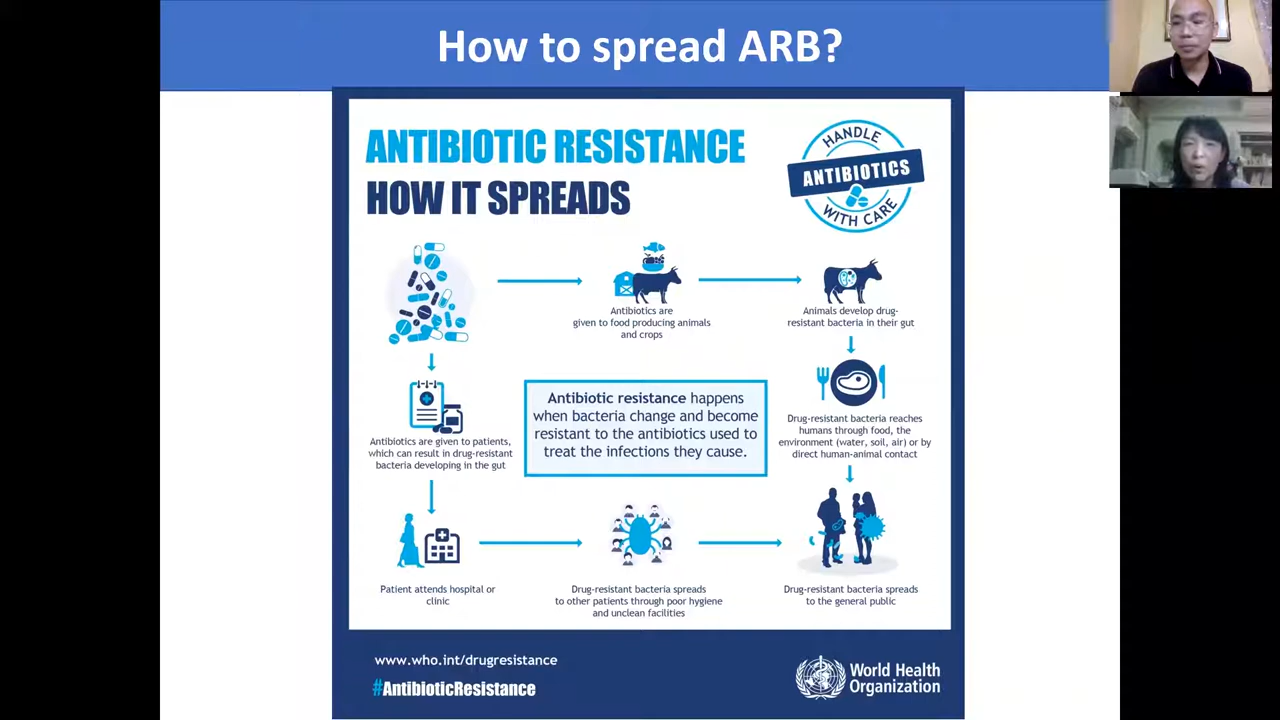 How to spread ARB?
ANTIBIOTIC RESISTANCE
HOW IT SPREADS
HANDLE
ANTIBIOTICS
WITH CARE
Antibiotics are
given to food producing animals
and crops
Animals develop drug-
resistant bacteria in their gut
Antibiotics are given to patients,
which can result in drug-resistant
bacteria developing in the gut
Antibiotic resistance happens
when bacteria change and become
resistant to the antibiotics used to
treat the infections they cause.
Drug-resistant bacteria reaches
humans through food, the
environment (water, soil, air) or by
direct human-animal contact
Patient attends hospital or
clinic
Drug-resistant bacteria spreads
to other patients through poor hygiene
and unclean facilities
Drug-resistant bacteria spreads
to the general public
www.who.int/drugresistance
#AntibioticResistance
World Health
Organization